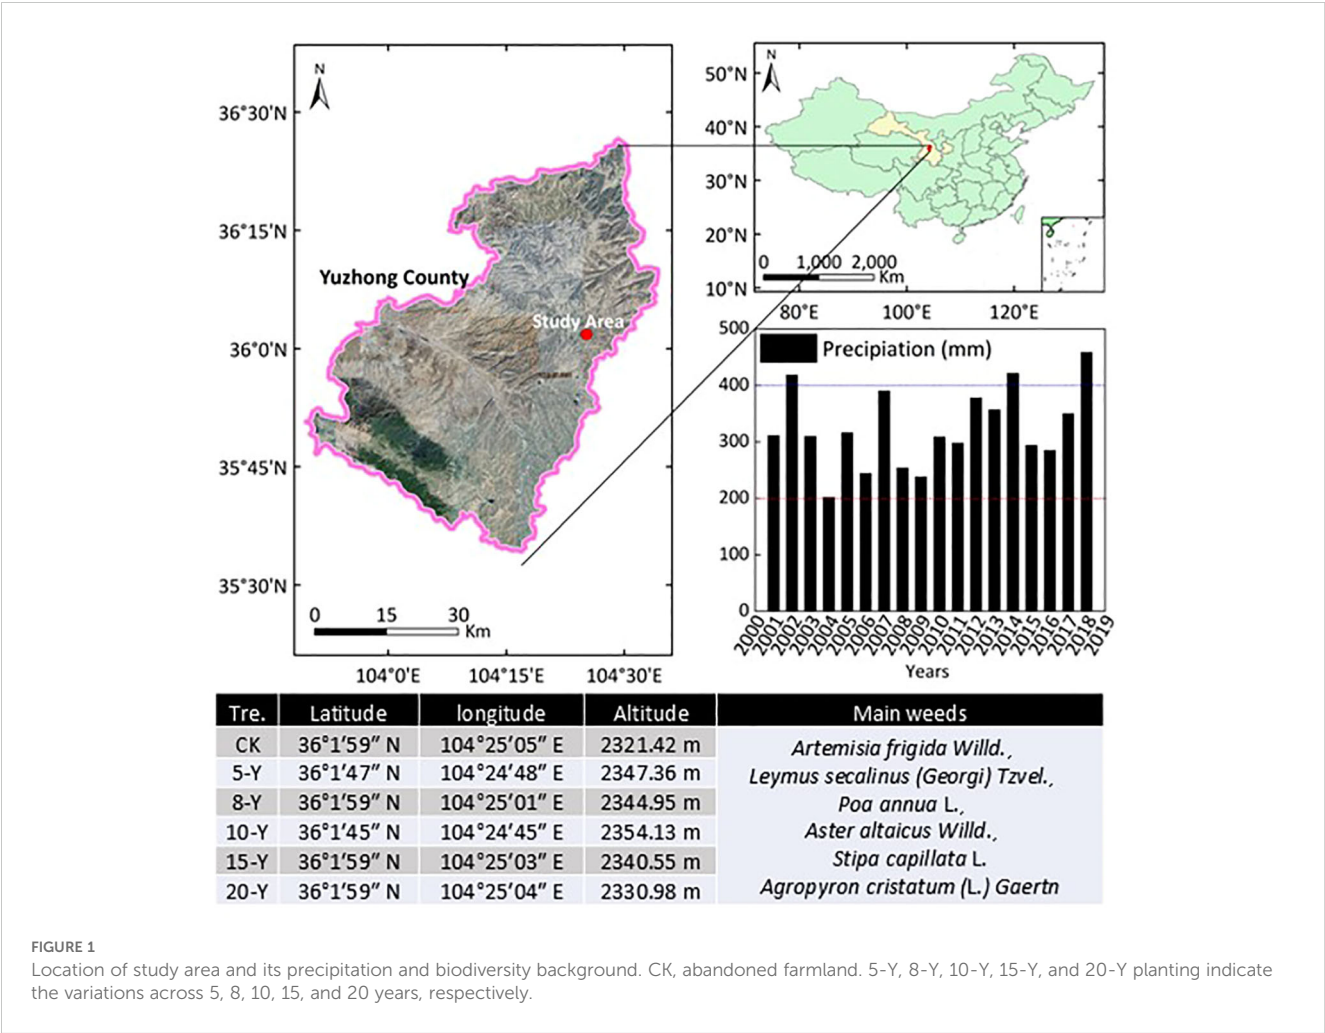 N
36°30'N
36°15'N
36°0'N
35°45'N
35°30'N
Yuzhong County
Study Area
0 15 30
Km
104°0'E 104°15'E 104°30'E
N
50°N
40°N
30°N
20°N
10°N
0 1,000 2,000
Km
80°E 100°E 120°E
500
400
300
200
100
0
Precipiation (mm)
2000 2001 2002 2003 2004 2005 2006 2007 2008 2009 2010 2011 2012 2013 2014 2015 2016 2017 2018 2019
Years
Tre. Latitude longitude Altitude Main weeds
CK 36°1'59" N 104°25'05" E 2321.42 m
5-Y 36°1'47" N 104°24'48" E 2347.36 m
8-Y 36°1'59" N 104°25'01" E 2344.95 m
10-Y 36°1'45" N 104°24'45" E 2354.13 m
15-Y 36°1'59" N 104°25'03" E 2340.55 m
20-Y 36°1'59" N 104°25'04" E 2330.98 m
Artemisia frigida Willd.,
Leymus secalinus (Georgi) Tzvel.,
Poa annua L.,
Aster altaicus Willd.,
Stipa capillata L.
Agropyron cristatum (L.) Gaertn
FIGURE 1
Location of study area and its precipitation and biodiversity background. CK, abandoned farmland. 5-Y, 8-Y, 10-Y, 15-Y, and 20-Y planting indicate
the variations across 5, 8, 10, 15, and 20 years, respectively.